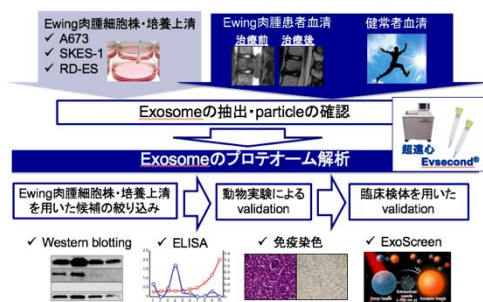 Ewing肉腫細胞株・培養上清
✓ A673
✓ SKES-1
✓ RD-ES
Ewing肉腫患者血清
治療前 治療後
健常者血清
Exosomeの抽出・particleの確認
超遠心
Evsecond®
Exosomeのプロテオーム解析
Ewing肉腫細胞株・培養上清
を用いた候補の絞り込み
動物実験による
validation
臨床検体を用いた
validation
✓ Western blotting
✓ ELISA
✓ 免疫染色
✓ ExoScreen